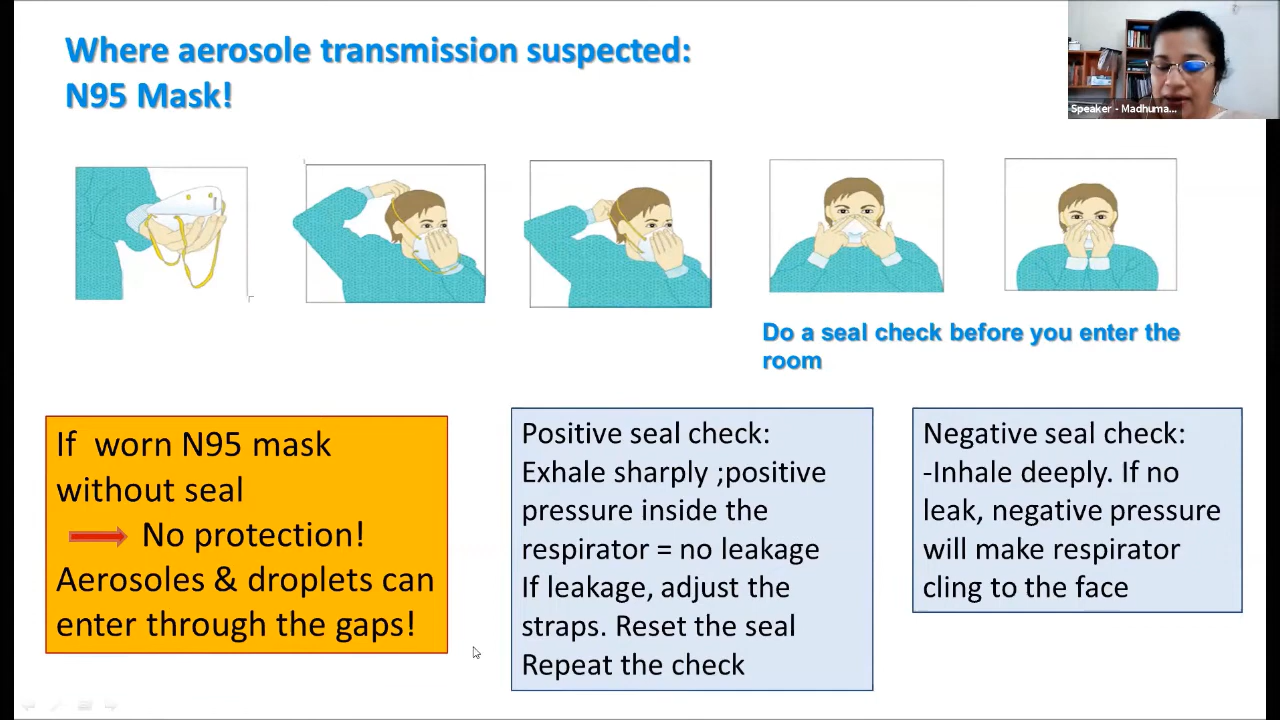 Where aerosole transmission suspected:
N95 Mask!
Speaker - Madhuma...
Do a seal check before you enter the
room
If worn N95 mask
without seal
No protection!
Aerosoles & droplets can
enter through the gaps!
Positive seal check:
Exhale sharply ;positive
pressure inside the
respirator = no leakage
If leakage, adjust the
straps. Reset the seal
Repeat the check
Negative seal check:
-Inhale deeply. If no
leak, negative pressure
will make respirator
cling to the face